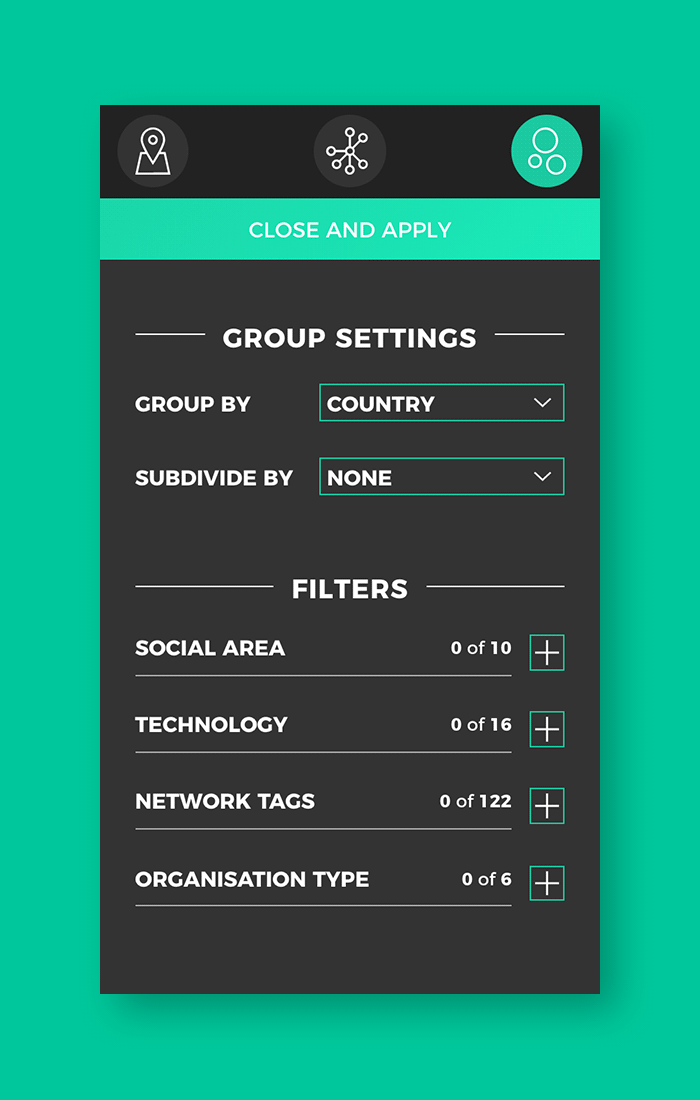 CLOSE AND APPLY
GROUP SETTINGS
GROUP BY COUNTRY
SUBDIVIDE BY NONE
FILTERS
SOCIAL AREA 0 of 10
TECHNOLOGY 0 of 16
NETWORK TAGS 0 of 122
ORGANISATION TYPE 0 of 6